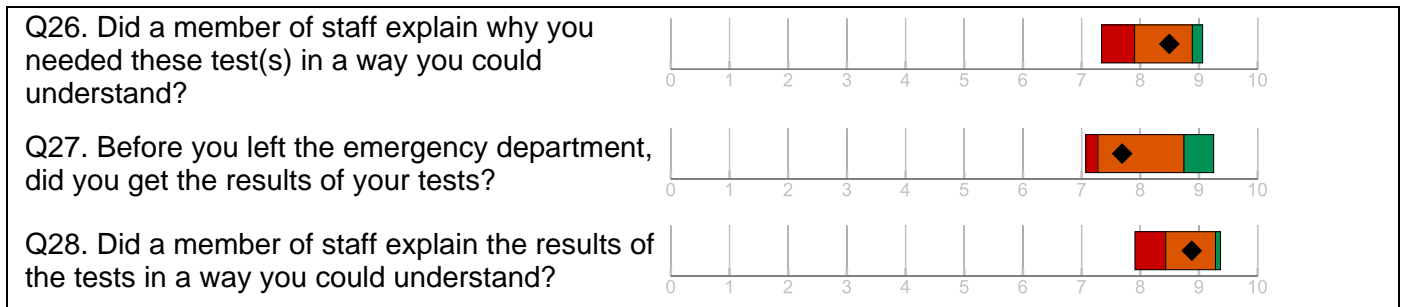 Q26. Did a member of staff explain why you
needed these test(s) in a way you could
understand?
0 1 2 3 4 5 6 7 8 9 10
Q27. Before you left the emergency department,
did you get the results of your tests?
0 1 2 3 4 5 6 7 8 9 10
Q28. Did a member of staff explain the results of
the tests in a way you could understand?
0 1 2 3 4 5 6 7 8 9 10